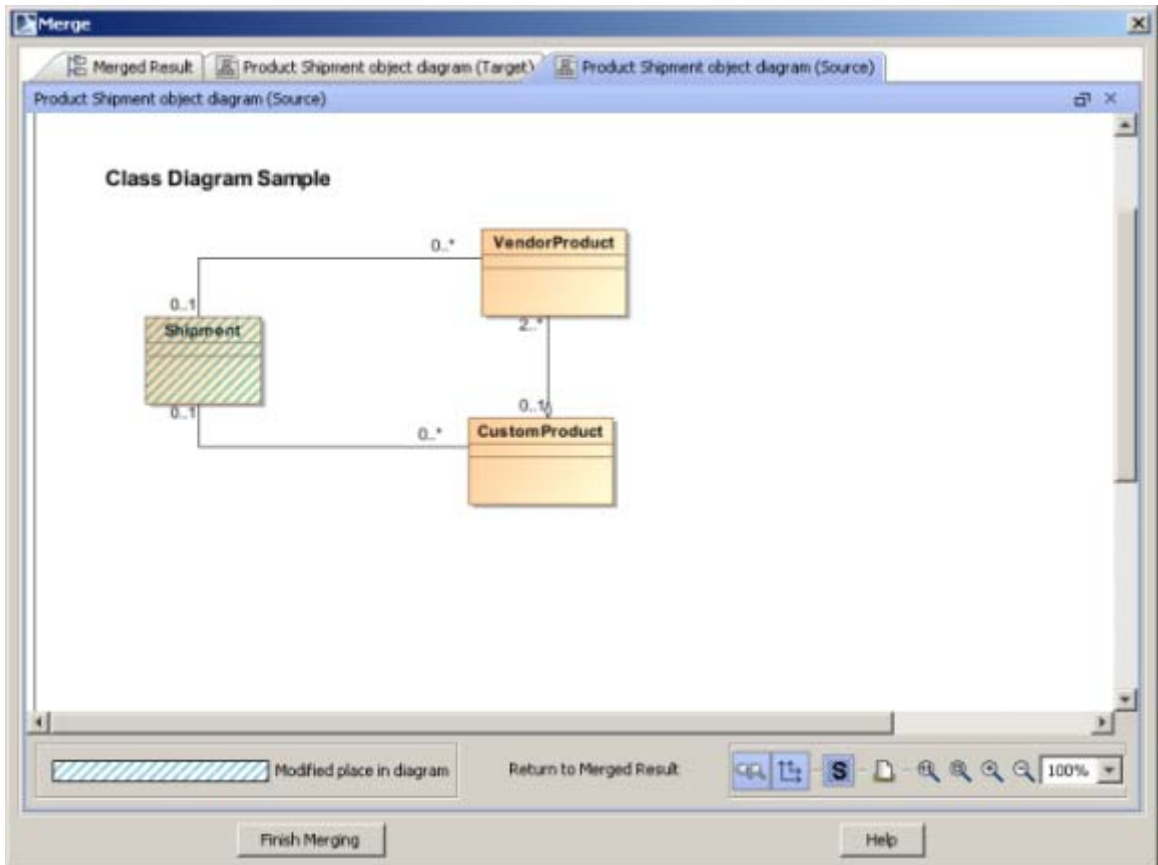 Merge
Merged Result
Product Shipment object diagram (Target)
Product Shipment object diagram (Source)
Product Shipment object diagram (Source)
Class Diagram Sample
0..*
VendorProduct
0..1
Shipment
2..*
0..1
0..1
0..*
CustomProduct
Modified place in diagram
Return to Merged Result
S
100%
Finish Merging
Help